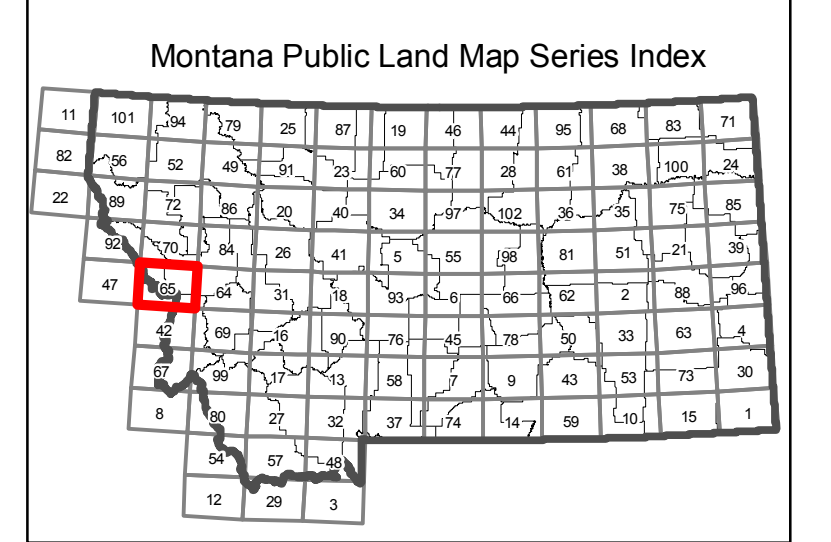 Montana Public Land Map Series Index
11 101 94 79 25 87 19 46 44 95 68 83 71
82 56 52 49 91 23 60 77 28 61 38 100 24
22 89 72 86 20 40 34 97 102 36 35 75 85
92 70 84 26 41 5 55 98 81 51 21 39
47 65 64 31 18 93 6 66 62 2 88 96
42 69 16 90 76 45 78 50 33 63 4
67 99 17 13 58 7 9 43 53 73 30
8 80 27 32 37 74 14 59 10 15 1
54 57 48
12 29 3